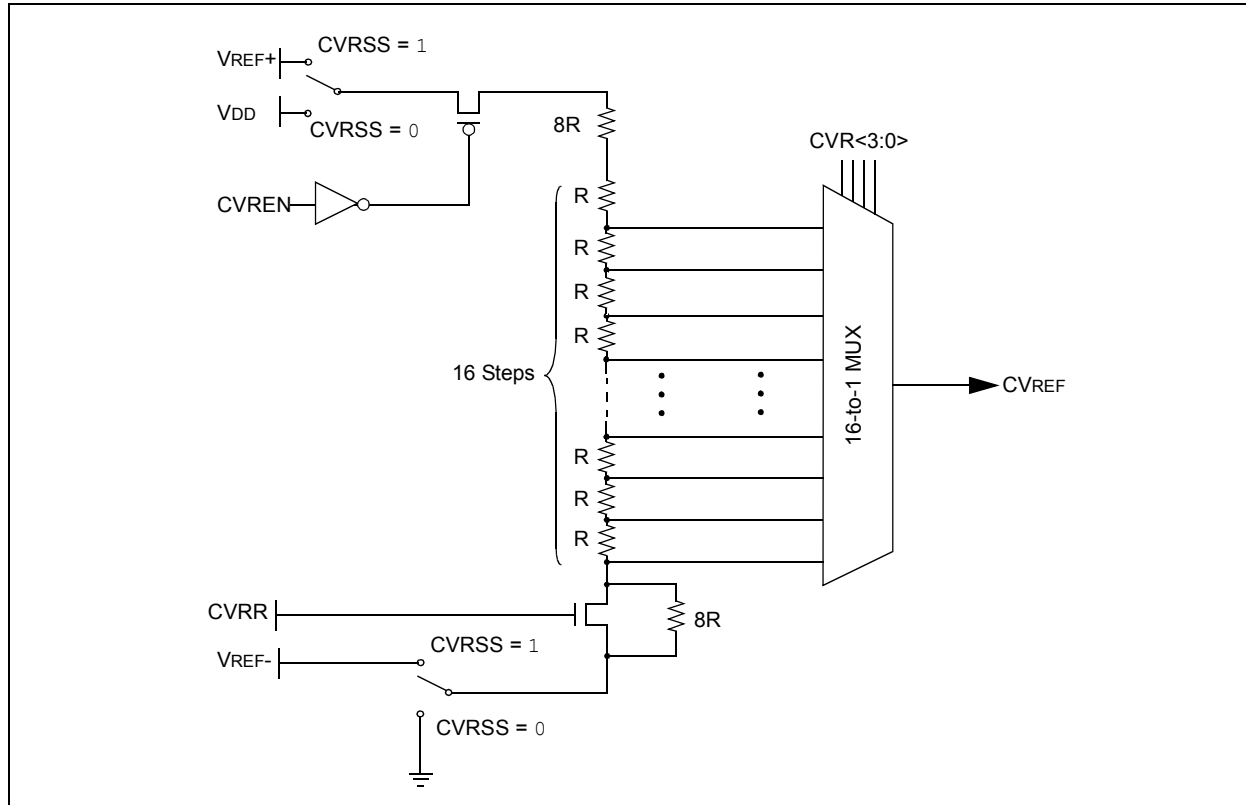 CVRSS = 1
VREF+
VDD
CVRSS = 0
8R
CVR<3:0>
CVREN
R
R
R
R
16 Steps
16-to-1 MUX
CVREF
R
R
R
CVRR
8R
CVRSS = 1
VREF-
CVRSS = 0